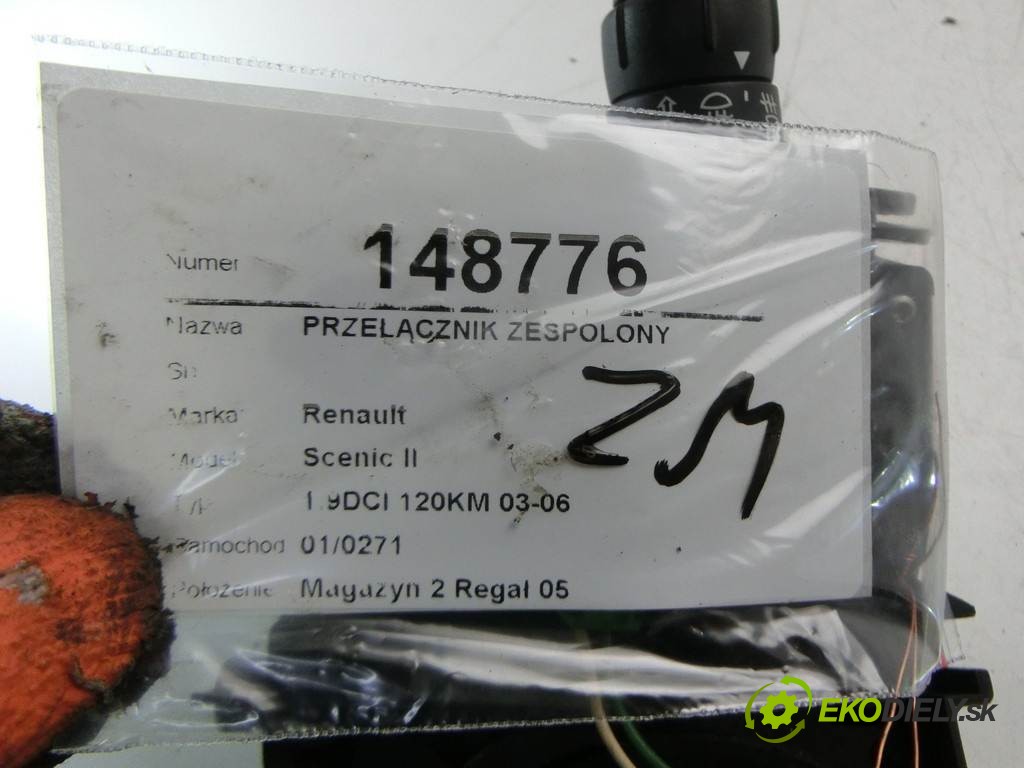 Numer 148776
Nazwa PRZEŁĄCZNIK ZESPOLONY
Marka Renault
Model Scenic II
1.9DCI 120KM 03-06
Samochod 01/0271
Położenie Magazyn 2 Regał 05
ZM
EKODIELY.SK